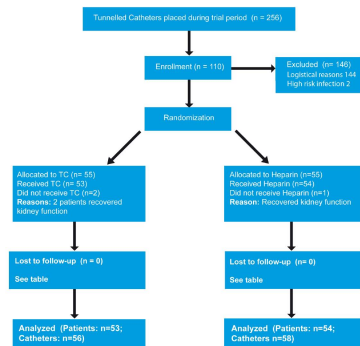 Tunnelled Catheters placed during trial period (n = 256)
Enrollment (n = 110)
Excluded (n= 146)
Logistical reasons 144
High risk infection 2
Randomization
Allocated to TC (n= 55)
Received TC (n= 53)
Did not receive TC (n=2)
Reasons: 2 patients recovered
kidney function
Allocated to Heparin (n=55)
Received Heparin (n=54)
Did not receive Heparin (n=1)
Reason: Recovered kidney function
Lost to follow-up (n = 0)
See table
Lost to follow-up (n= 0)
See table
Analyzed (Patients: n=53;
Catheters n=56)
Analyzed (Patients: n=54;
Catheters n=58)